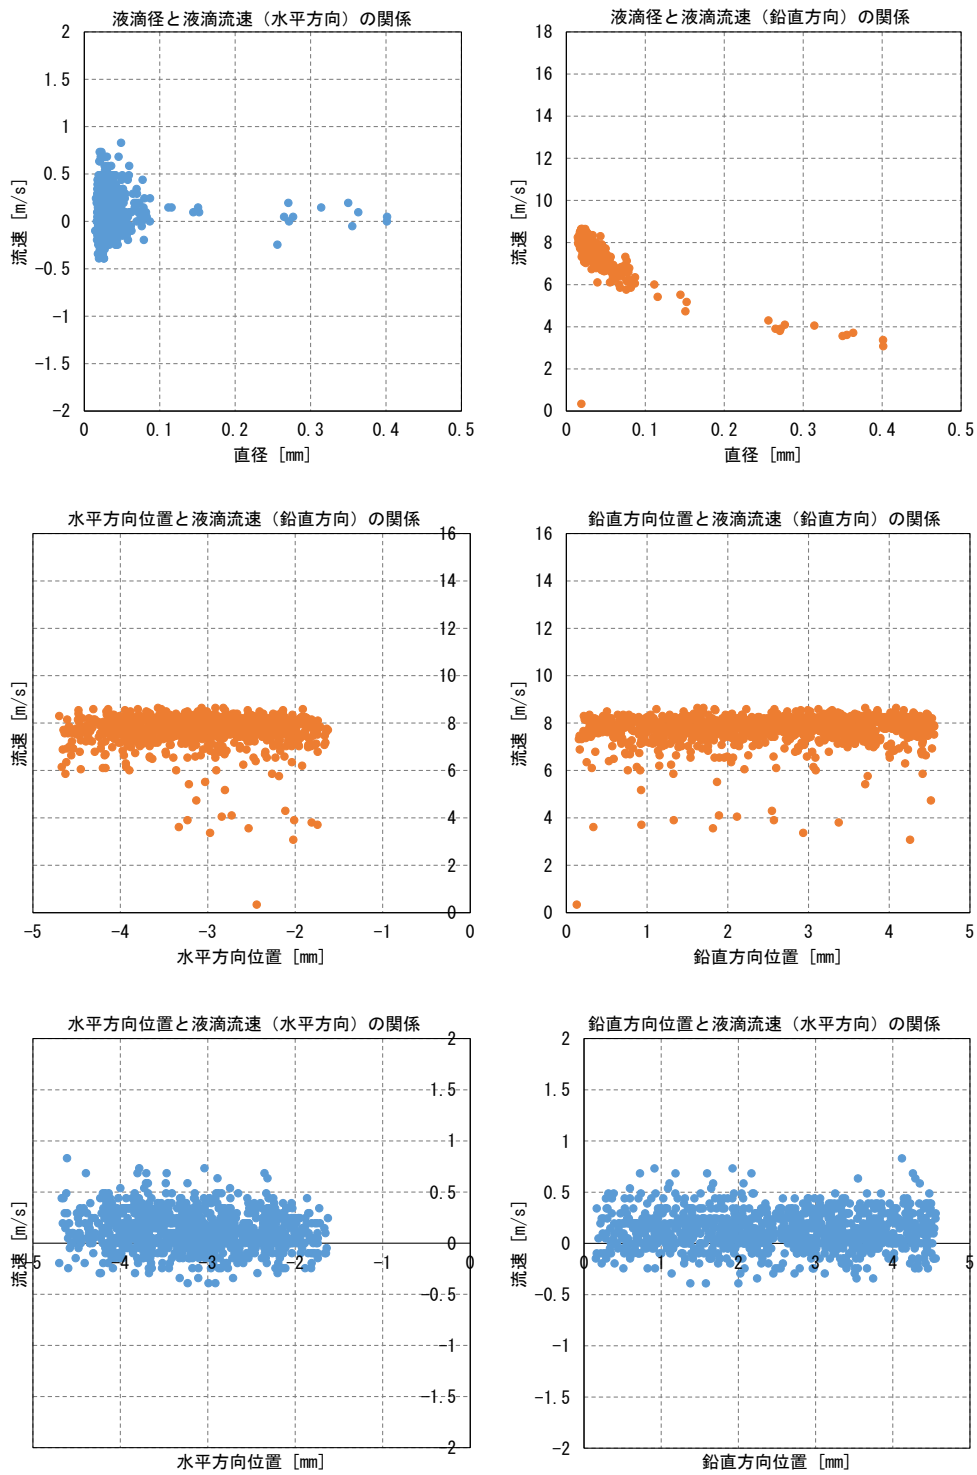 液滴径と液滴流速（水平方向）の関係
2
1.5
1
0.5
0
-0.5
-1
-1.5
-2
流速 [m/s]
0 0.1 0.2 0.3 0.4 0.5
直径 [mm]
液滴径と液滴流速（鉛直方向）の関係
18
16
14
12
10
8
6
4
2
0
流速 [m/s]
0 0.1 0.2 0.3 0.4 0.5
直径 [mm]
水平方向位置と液滴流速（鉛直方向）の関係
16
14
12
10
8
6
4
2
0
流速 [m/s]
-5 -4 -3 -2 -1 0
水平方向位置 [mm]
鉛直方向位置と液滴流速（鉛直方向）の関係
16
14
12
10
8
6
4
2
0
流速 [m/s]
0 1 2 3 4 5
鉛直方向位置 [mm]
水平方向位置と液滴流速（水平方向）の関係
2
1.5
1
0.5
0
-0.5
-1
-1.5
-2
流速 [m/s]
-5 -4 -3 -2 -1 0
水平方向位置 [mm]
鉛直方向位置と液滴流速（水平方向）の関係
2
1.5
1
0.5
0
-0.5
-1
-1.5
-2
流速 [m/s]
0 1 2 3 4 5
鉛直方向位置 [mm]